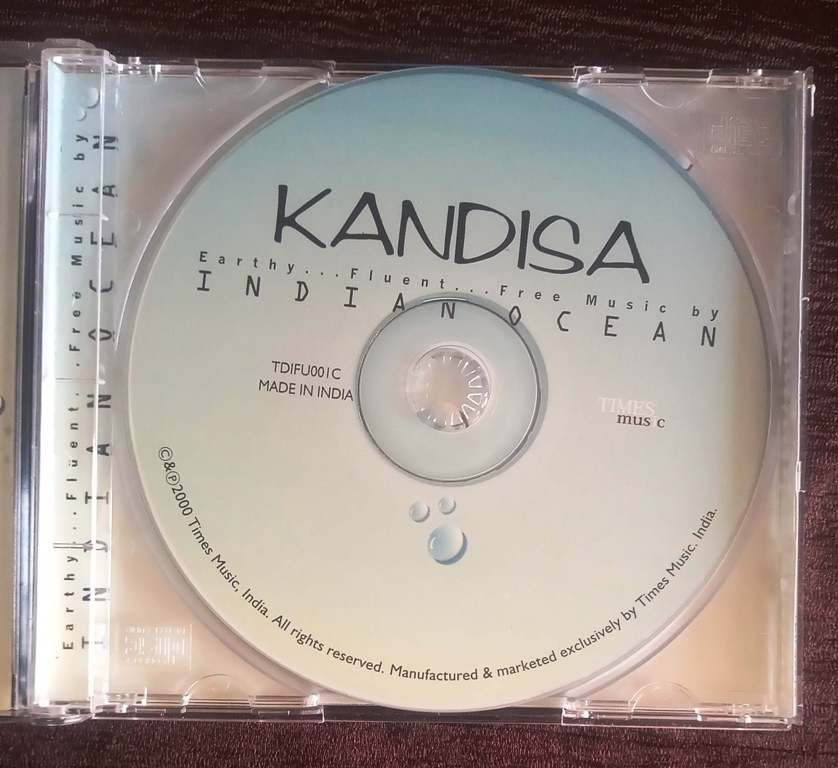 KANDISA
Earthy...Fluent...Free Music by
INDIAN OCEAN
TDIFU001C
MADE IN INDIA
TIMES
music
©&℗2000 Times Music, India. All rights reserved. Manufactured & marketed exclusively by Times Music. India.
Earthy...Fluent...Free Music by
INDIAN OCEAN